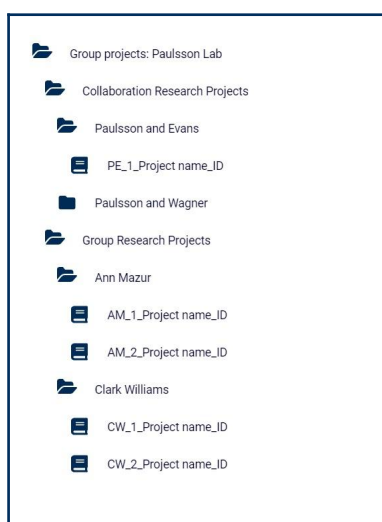 Group projects: Paulsson Lab
Collaboration Research Projects
Paulsson and Evans
PE_1_Project name_ID
Paulsson and Wagner
Group Research Projects
Ann Mazur
AM_1_Project name_ID
AM_2_Project name_ID
Clark Williams
CW_1_Project name_ID
CW_2_Project name_ID